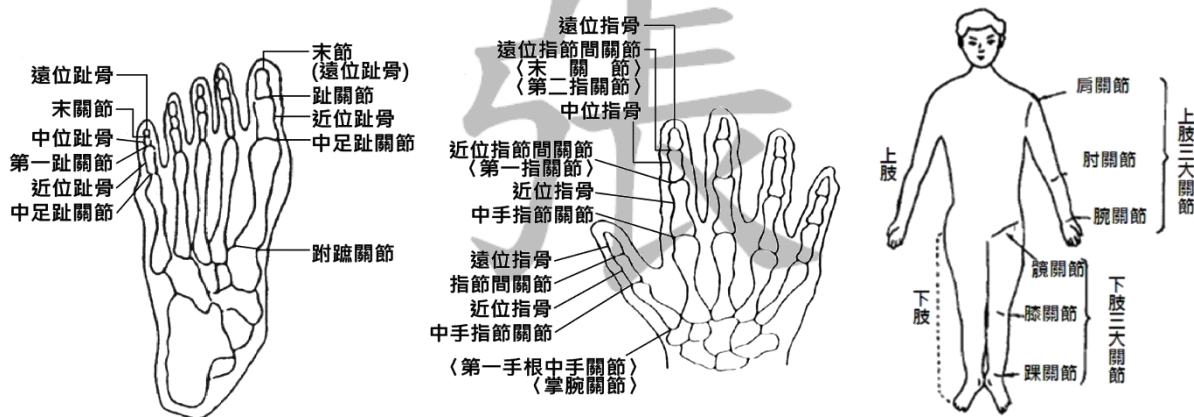 末節
(遠位趾骨)
趾關節
近位趾骨
中足趾關節
跗蹠關節
遠位趾骨
末關節
中位趾骨
第一趾關節
近位趾骨
中足趾關節
張
遠位指骨
遠位指節間關節
〈末關節〉
〈第二指關節〉
中位指骨
近位指節間關節
〈第一指關節〉
近位指骨
中手指節關節
遠位指骨
指節間關節
近位指骨
中手指節關節
〈第一手根中手關節〉
〈掌腕關節〉
肩關節
肘關節
腕關節
上肢三大關節
上肢
髖關節
膝關節
踝關節
下肢三大關節
下肢